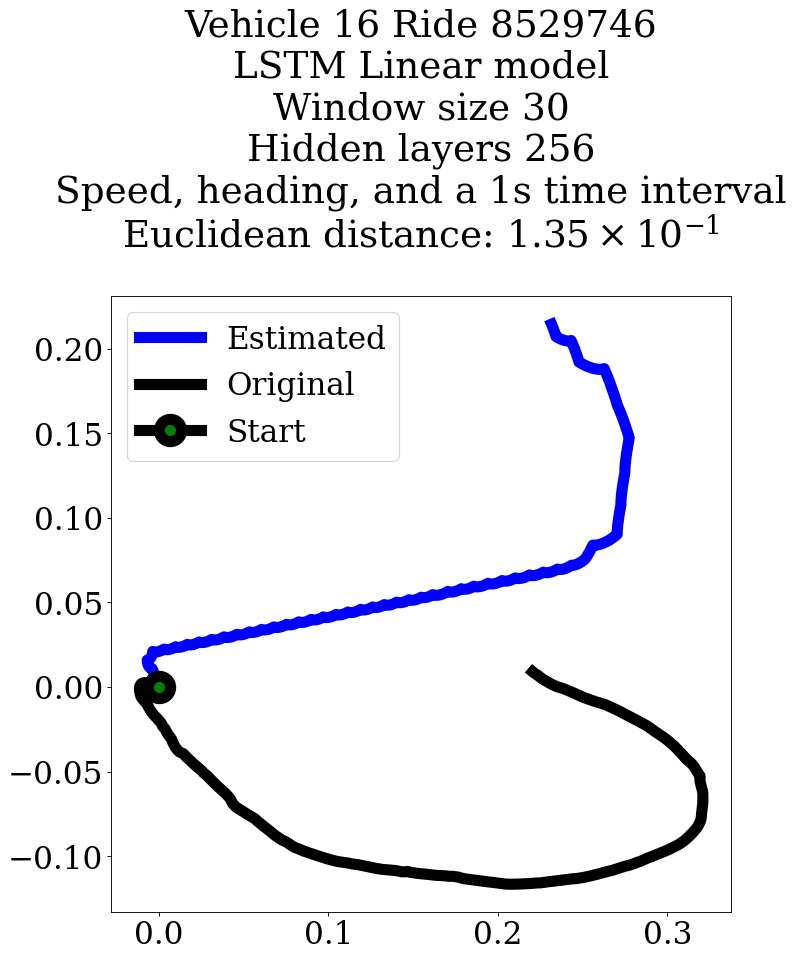 Vehicle 16 Ride 8529746
LSTM Linear model
Window size 30
Hidden layers 256
Speed, heading, and a 1s time interval
Euclidean distance: 1.35 × 10⁻¹
Estimated
Original
Start
0.20
0.15
0.10
0.05
0.00
−0.05
−0.10
0.0 0.1 0.2 0.3